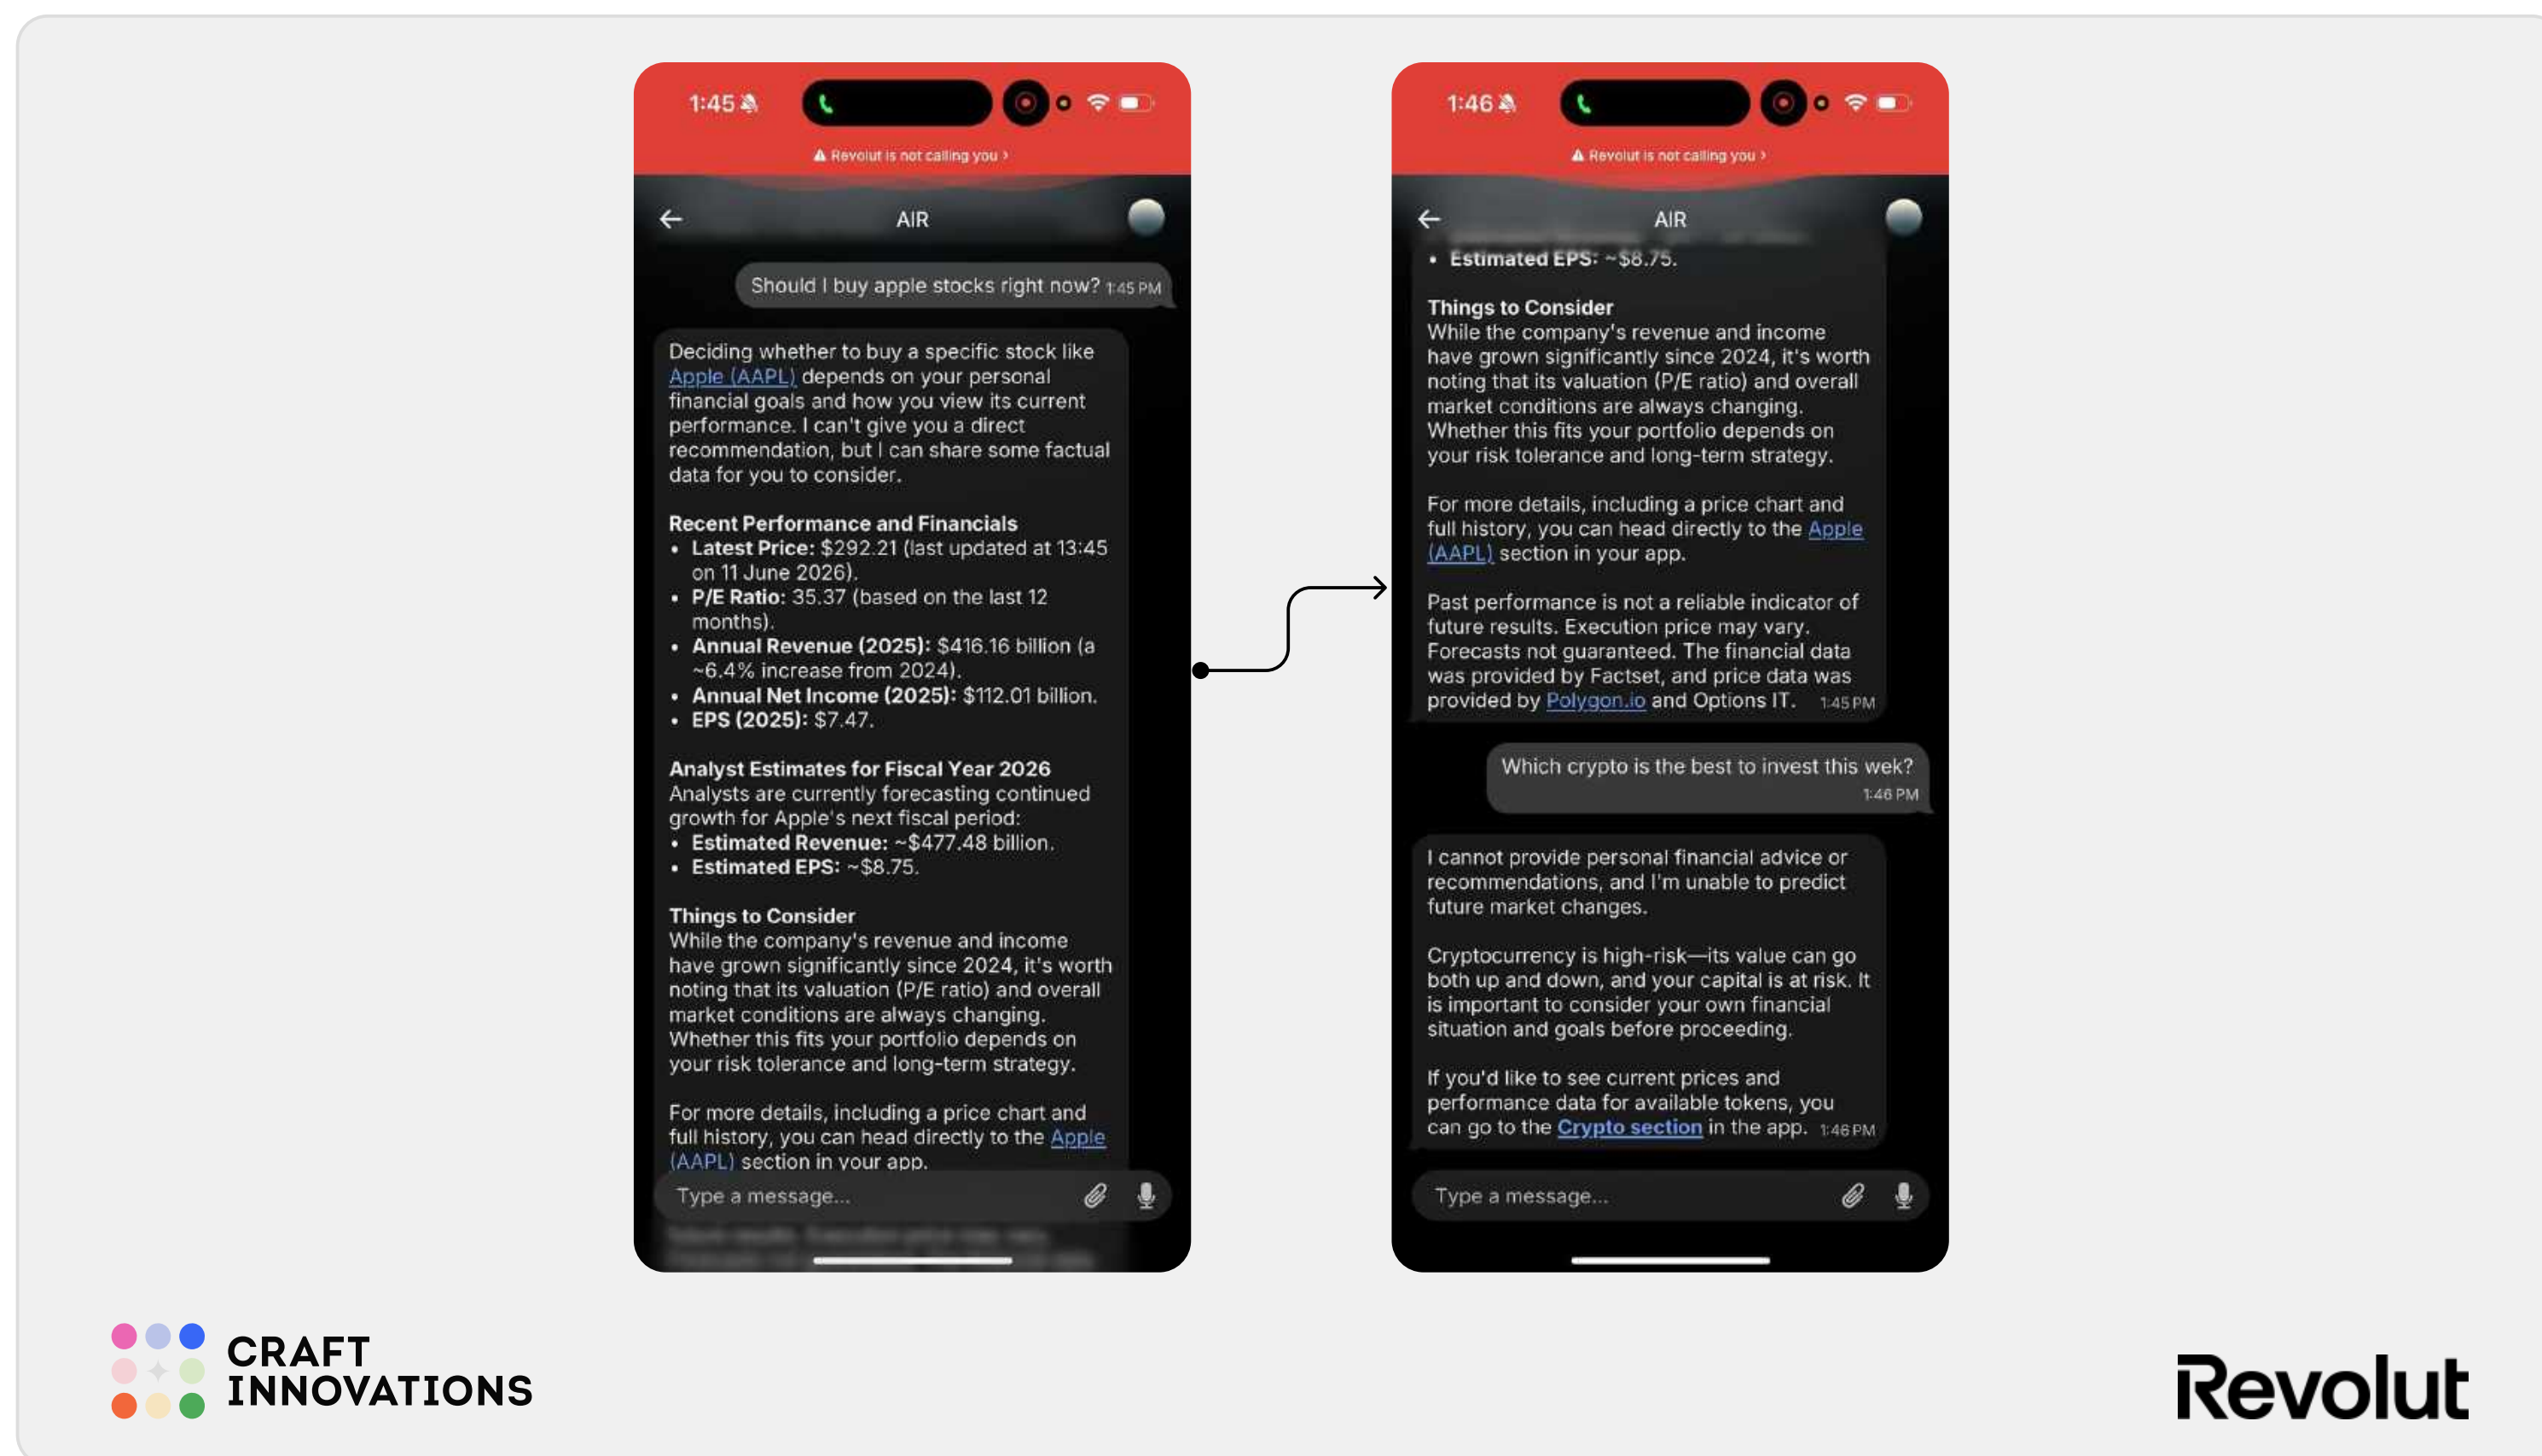 1:45
Revolut is not calling you >
AIR
Should I buy apple stocks right now? 1:45 PM
Deciding whether to buy a specific stock like
Apple (AAPL) depends on your personal
financial goals and how you view its current
performance. I can't give you a direct
recommendation, but I can share some factual
data for you to consider.
Recent Performance and Financials
• Latest Price: $292.21 (last updated at 13:45
on 11 June 2026).
• P/E Ratio: 35.37 (based on the last 12
months).
• Annual Revenue (2025): $416.16 billion (a
~6.4% increase from 2024).
• Annual Net Income (2025): $112.01 billion.
• EPS (2025): $7.47.
Analyst Estimates for Fiscal Year 2026
Analysts are currently forecasting continued
growth for Apple's next fiscal period:
• Estimated Revenue: ~$477.48 billion.
• Estimated EPS: ~$8.75.
Things to Consider
While the company's revenue and income
have grown significantly since 2024, it's worth
noting that its valuation (P/E ratio) and overall
market conditions are always changing.
Whether this fits your portfolio depends on
your risk tolerance and long-term strategy.
For more details, including a price chart and
full history, you can head directly to the Apple
(AAPL) section in your app.
Type a message...
1:46
Revolut is not calling you >
AIR
• Estimated EPS: ~$8.75.
Things to Consider
While the company's revenue and income
have grown significantly since 2024, it's worth
noting that its valuation (P/E ratio) and overall
market conditions are always changing.
Whether this fits your portfolio depends on
your risk tolerance and long-term strategy.
For more details, including a price chart and
full history, you can head directly to the Apple
(AAPL) section in your app.
Past performance is not a reliable indicator of
future results. Execution price may vary.
Forecasts not guaranteed. The financial data
was provided by Factset, and price data was
provided by Polygon.io and Options IT. 1:45 PM
Which crypto is the best to invest this wek?
1:46 PM
I cannot provide personal financial advice or
recommendations, and I'm unable to predict
future market changes.
Cryptocurrency is high-risk—its value can go
both up and down, and your capital is at risk. It
is important to consider your own financial
situation and goals before proceeding.
If you'd like to see current prices and
performance data for available tokens, you
can go to the Crypto section in the app. 1:46 PM
Type a message...
CRAFT
INNOVATIONS
Revolut